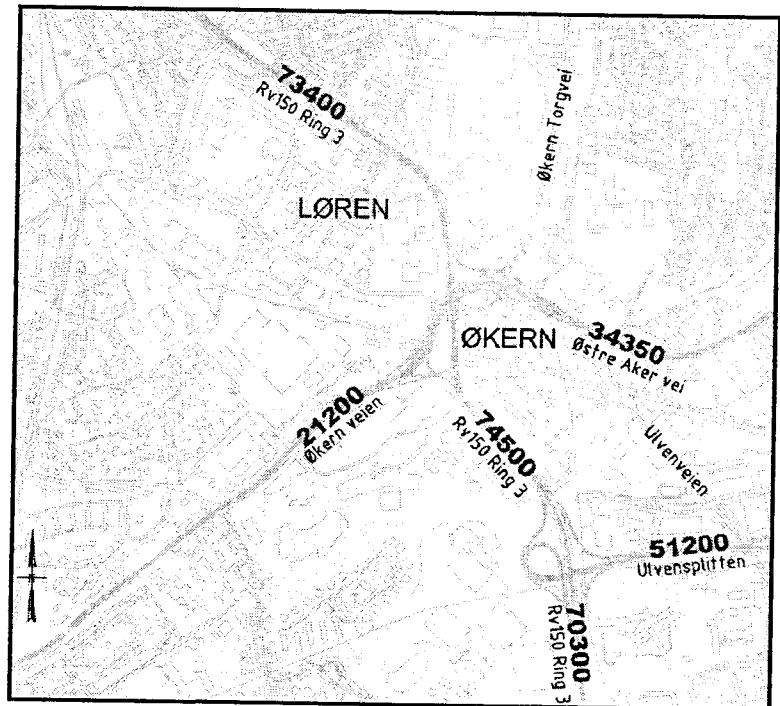 73400
Rv150 Ring 3
Økern Torgvei
LØREN
ØKERN
34350
Østre Aker vei
21200
Økern veien
74500
Rv150 Ring 3
Ulvenveien
51200
Ulvensplitten
70300
Rv150 Ring 3